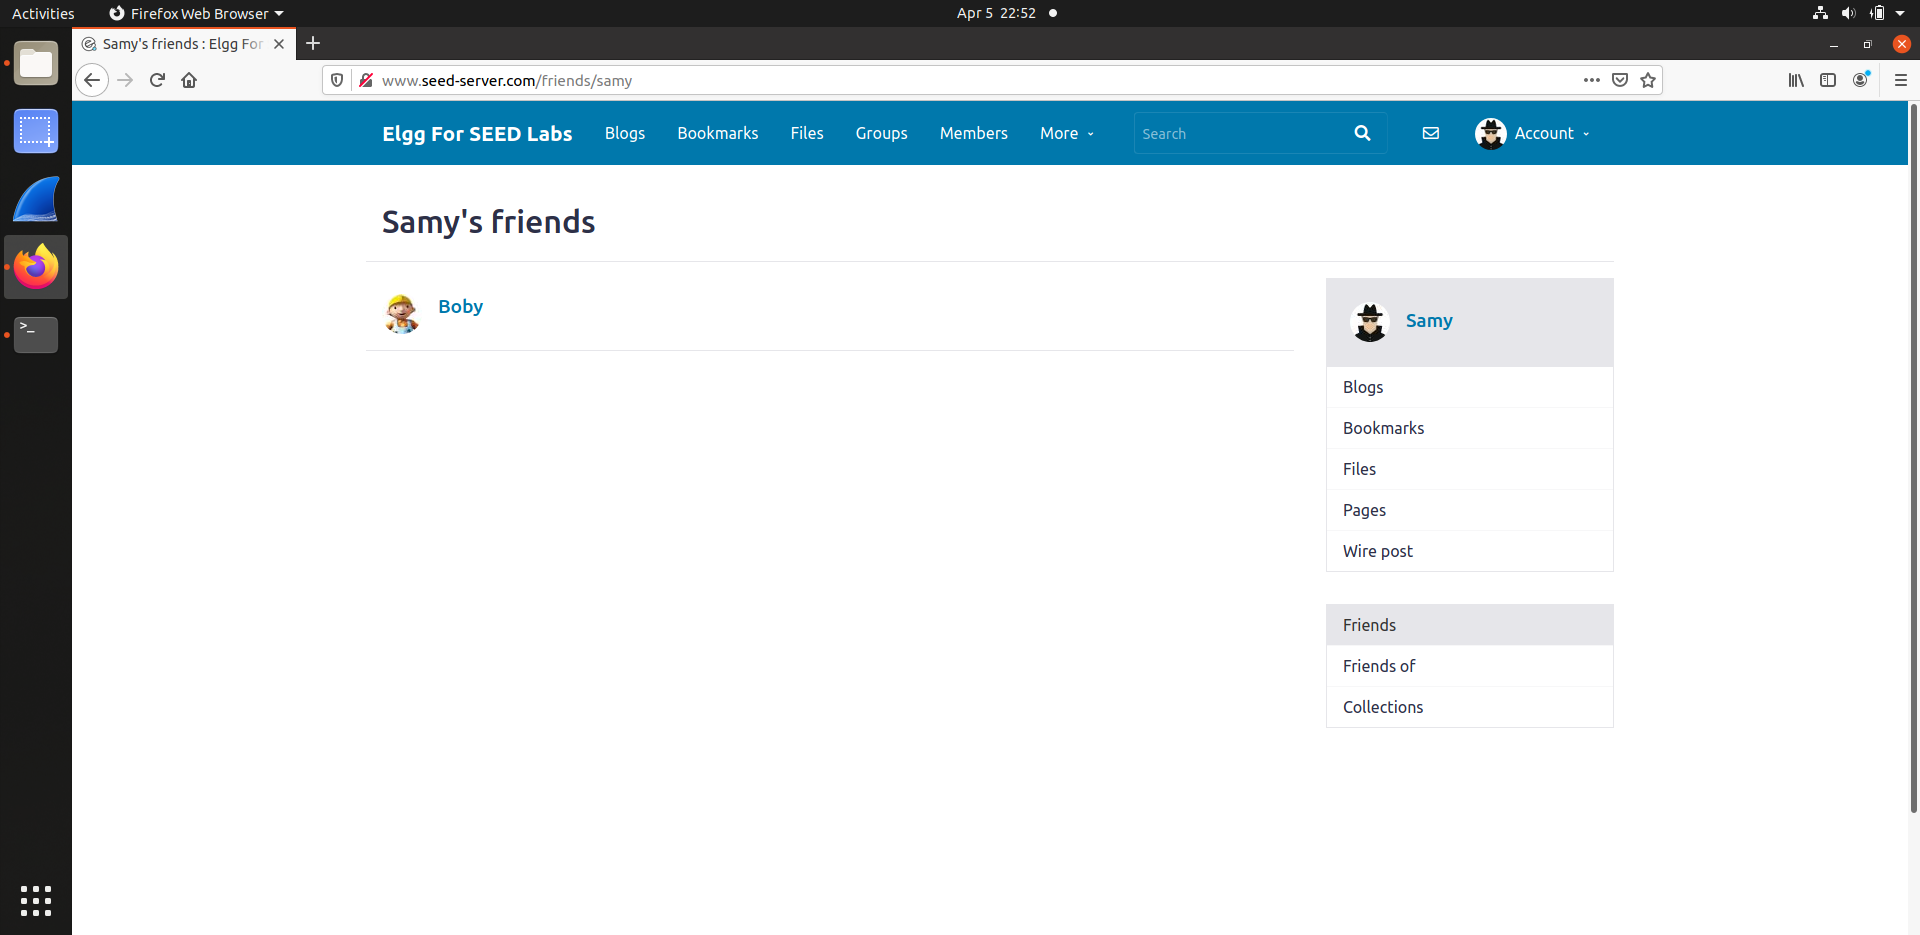 Activities Firefox Web Browser Apr 5 22:52
Samy's friends : Elgg For
www.seed-server.com/friends/samy
Elgg For SEED Labs Blogs Bookmarks Files Groups Members More Search Account
Samy's friends
Boby
Samy
Blogs
Bookmarks
Files
Pages
Wire post
Friends
Friends of
Collections
>_